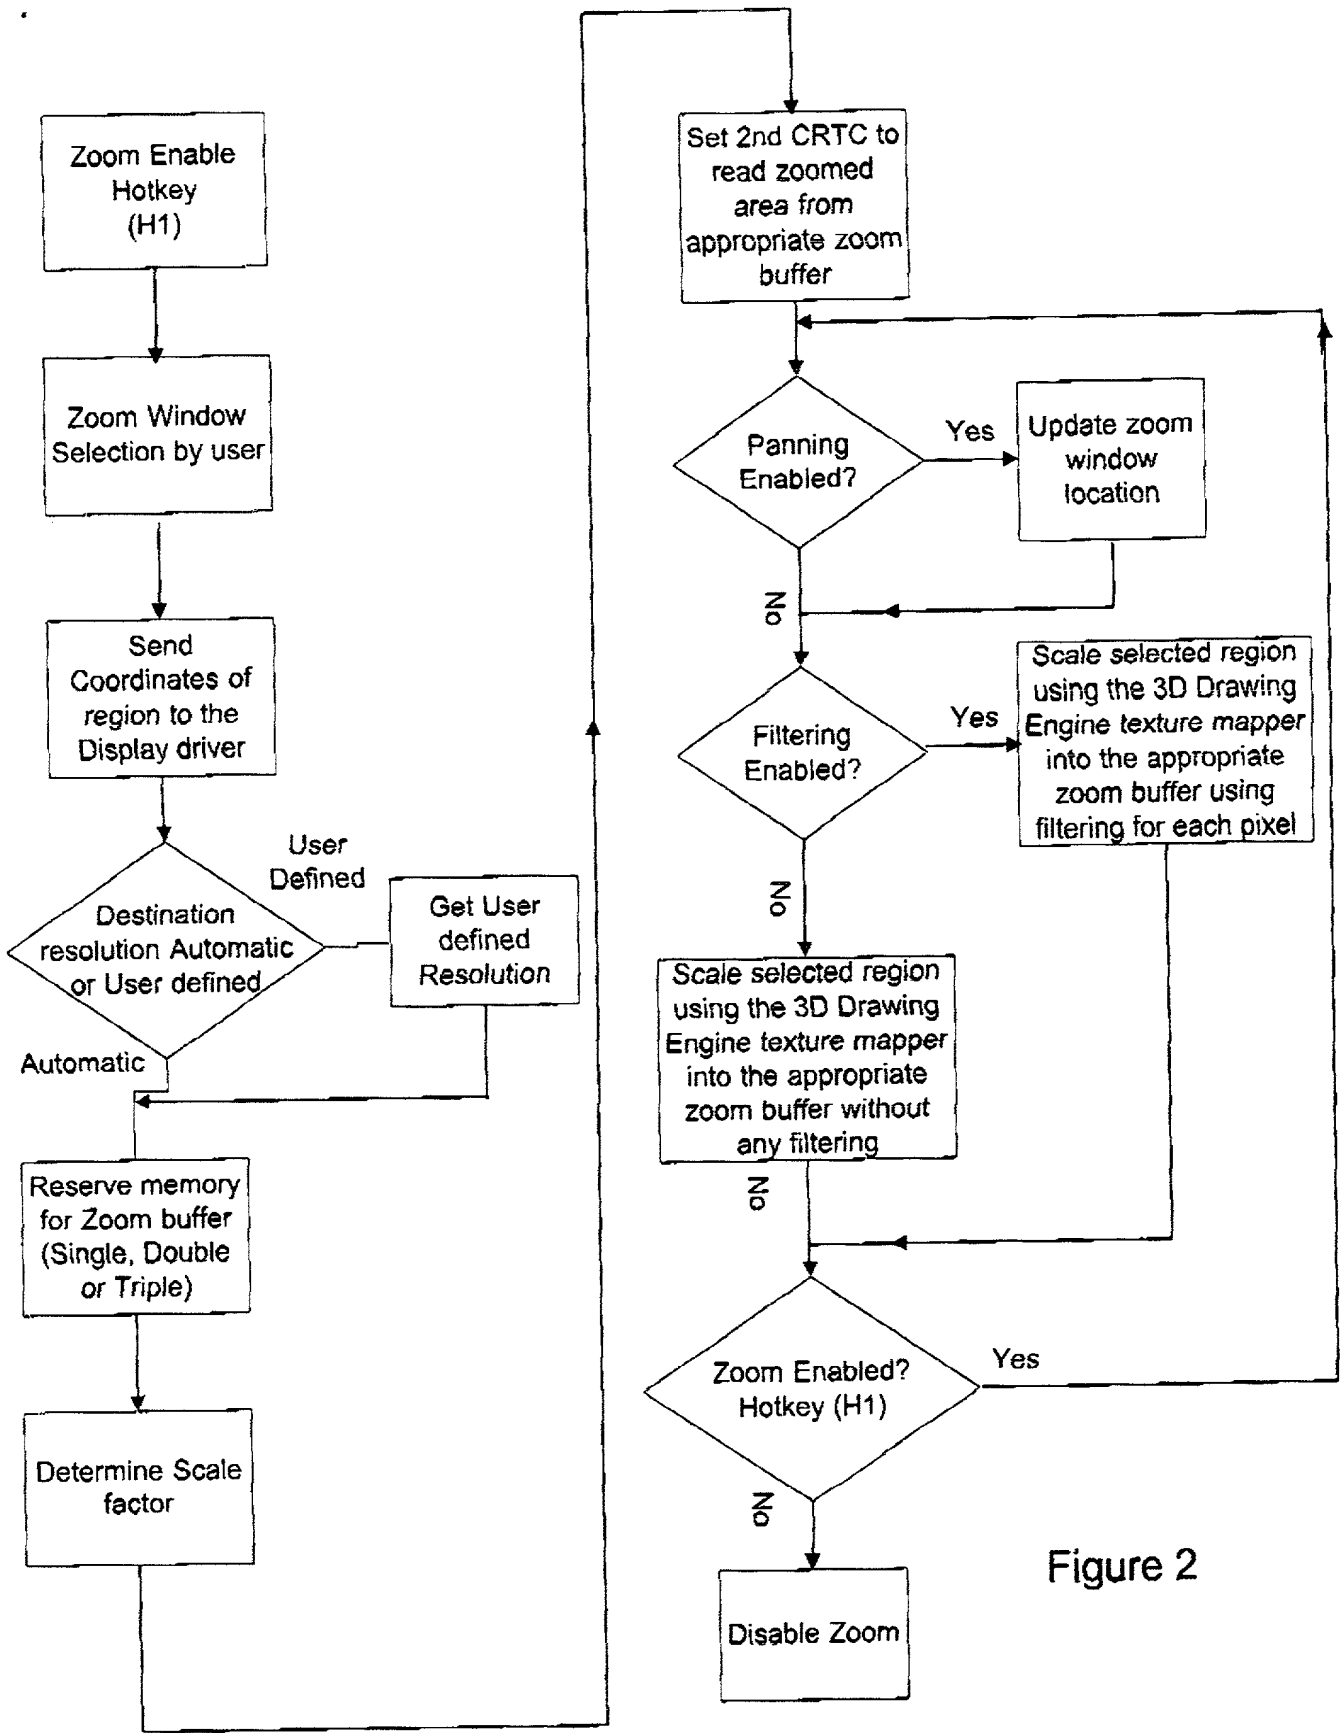 Zoom Enable
Hotkey
(H1)
Zoom Window
Selection by user
Send
Coordinates of
region to the
Display driver
User
Defined
Destination
resolution Automatic
or User defined
Get User
defined
Resolution
Automatic
Reserve memory
for Zoom buffer
(Single, Double
or Triple)
Determine Scale
factor
Set 2nd CRTC to
read zoomed
area from
appropriate zoom
buffer
Panning
Enabled?
Yes
Update zoom
window
location
No
Filtering
Enabled?
Yes
Scale selected region
using the 3D Drawing
Engine texture mapper
into the appropriate
zoom buffer using
filtering for each pixel
No
Scale selected region
using the 3D Drawing
Engine texture mapper
into the appropriate
zoom buffer without
any filtering
No
Zoom Enabled?
Hotkey (H1)
Yes
No
Disable Zoom
Figure 2